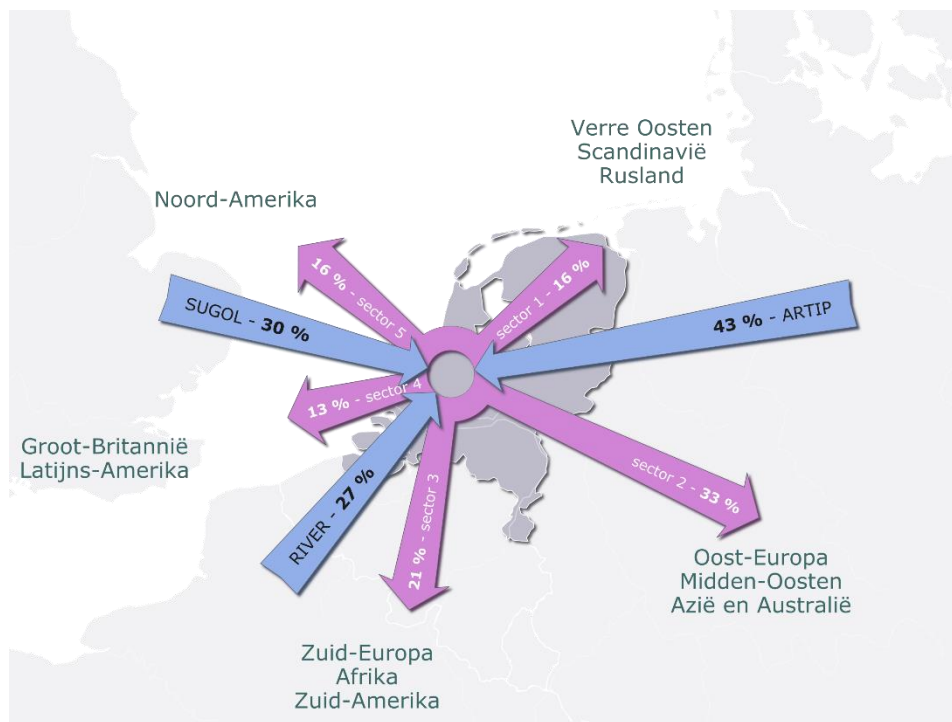 Verre Oosten
Scandinavië
Rusland
Noord-Amerika
16 % - sector 5
sector 1 - 16 %
SUGOL - 30 %
43 % - ARTIP
13 % - sector 4
Groot-Britannië
Latijns-Amerika
RIVER - 27 %
21 % - sector 3
sector 2 - 33 %
Oost-Europa
Midden-Oosten
Azië en Australië
Zuid-Europa
Afrika
Zuid-Amerika